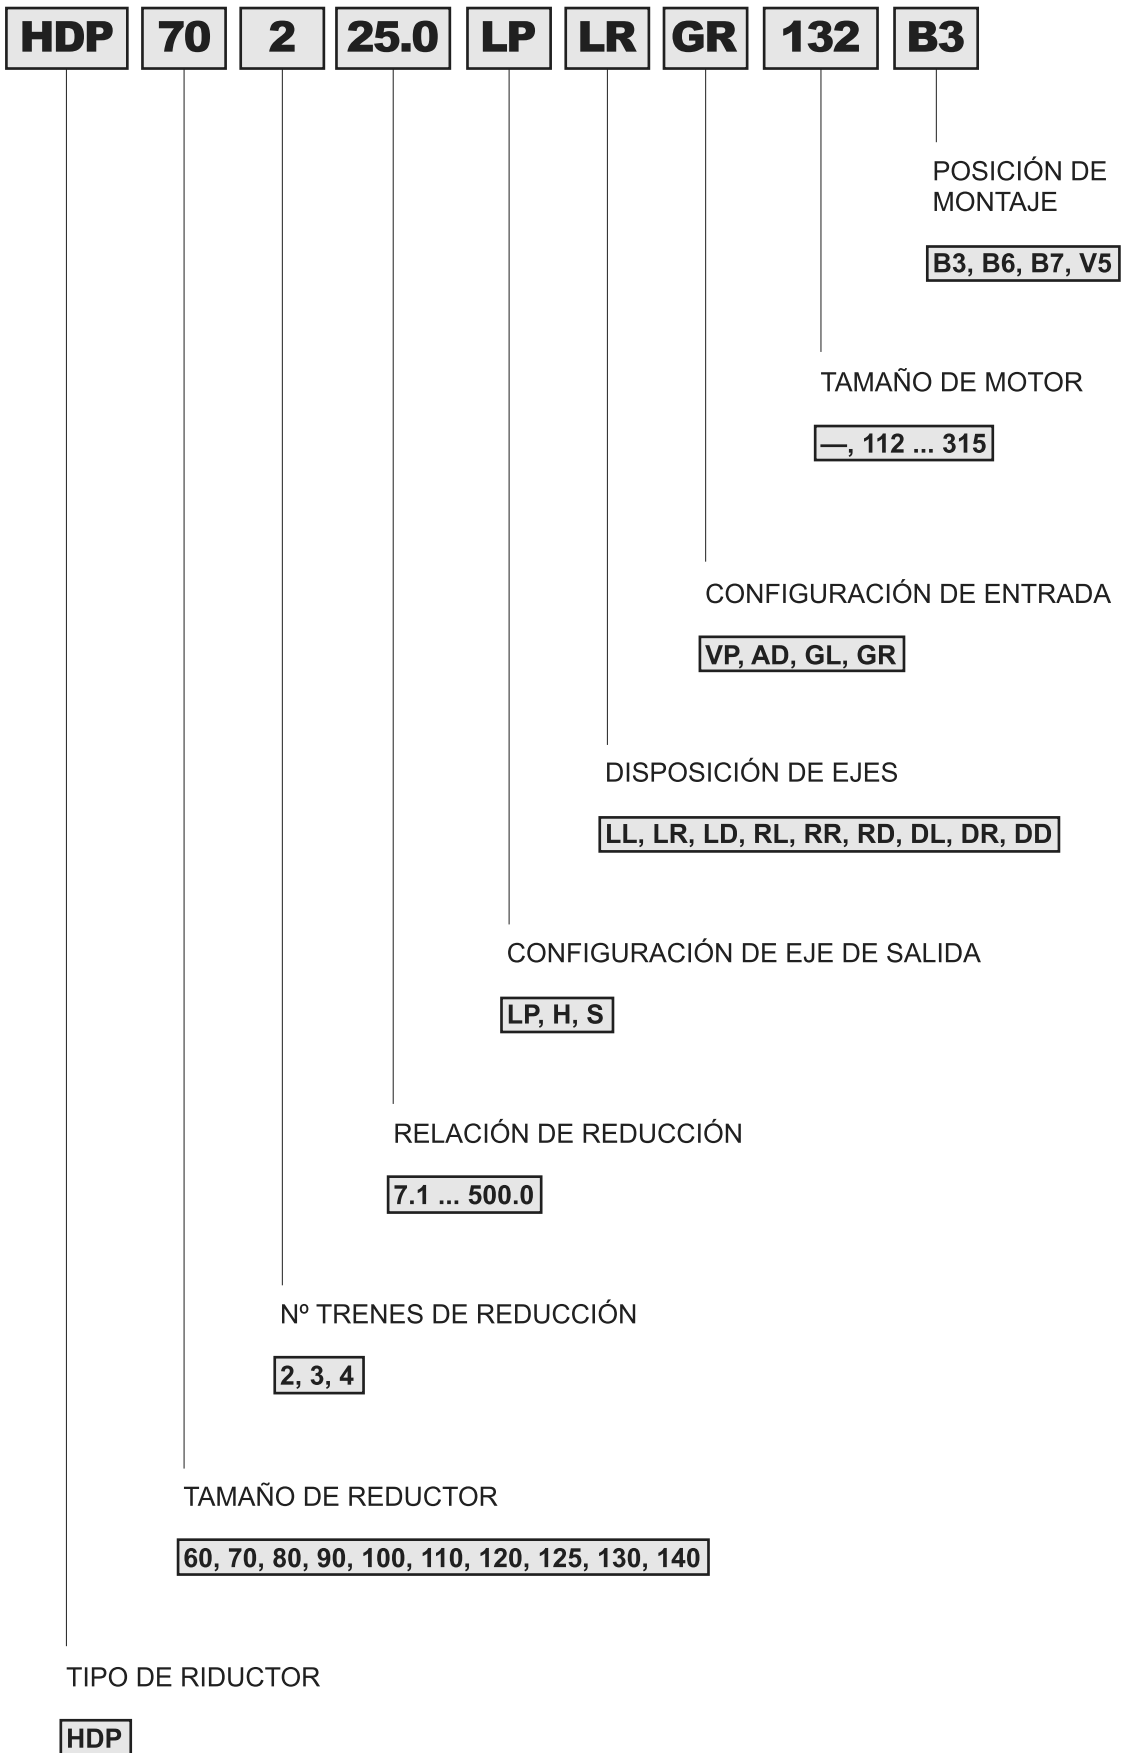 HDP 70 2 25.0 LP LR GR 132 B3
POSICIÓN DE
MONTAJE
B3, B6, B7, V5
TAMAÑO DE MOTOR
—, 112 ... 315
CONFIGURACIÓN DE ENTRADA
VP, AD, GL, GR
DISPOSICIÓN DE EJES
LL, LR, LD, RL, RR, RD, DL, DR, DD
CONFIGURACIÓN DE EJE DE SALIDA
LP, H, S
RELACIÓN DE REDUCCIÓN
7.1 ... 500.0
Nº TRENES DE REDUCCIÓN
2, 3, 4
TAMAÑO DE REDUCTOR
60, 70, 80, 90, 100, 110, 120, 125, 130, 140
TIPO DE RIDUCTOR
HDP